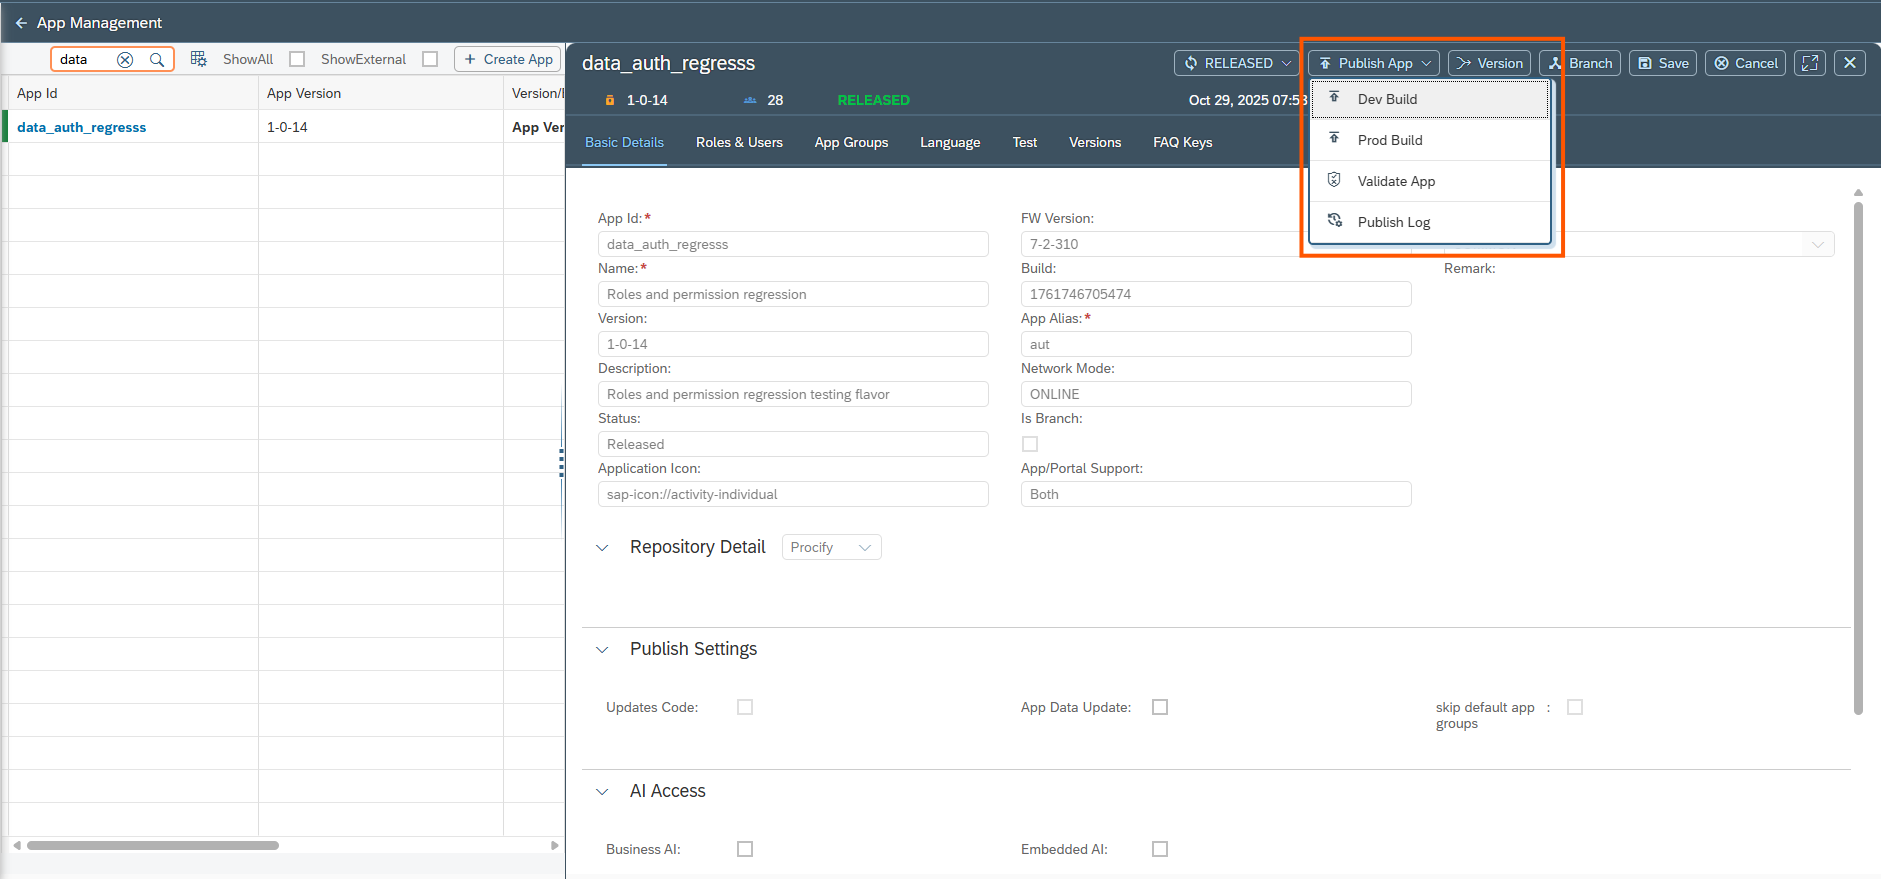 App Management
data
ShowAll
ShowExternal
Create App
App Id
App Version
data_auth_regresss
1-0-14
App Ver
data_auth_regresss
RELEASED
Publish App
Version
Branch
Save
Cancel
1-0-14
28
RELEASED
Oct 29, 2025 07:5
Dev Build
Prod Build
Validate App
Publish Log
Basic Details
Roles & Users
App Groups
Language
Test
Versions
FAQ Keys
App Id:*
data_auth_regresss
FW Version:
7-2-310
Name:*
Roles and permission regression
Build:
1761746705474
Remark:
Version:
1-0-14
App Alias:*
aut
Description:
Roles and permission regression testing flavor
Network Mode:
ONLINE
Status:
Released
Is Branch:
Application Icon:
sap-icon://activity-individual
App/Portal Support:
Both
Repository Detail
Procify
Publish Settings
Updates Code:
App Data Update:
skip default app :
groups
AI Access
Business AI:
Embedded AI: